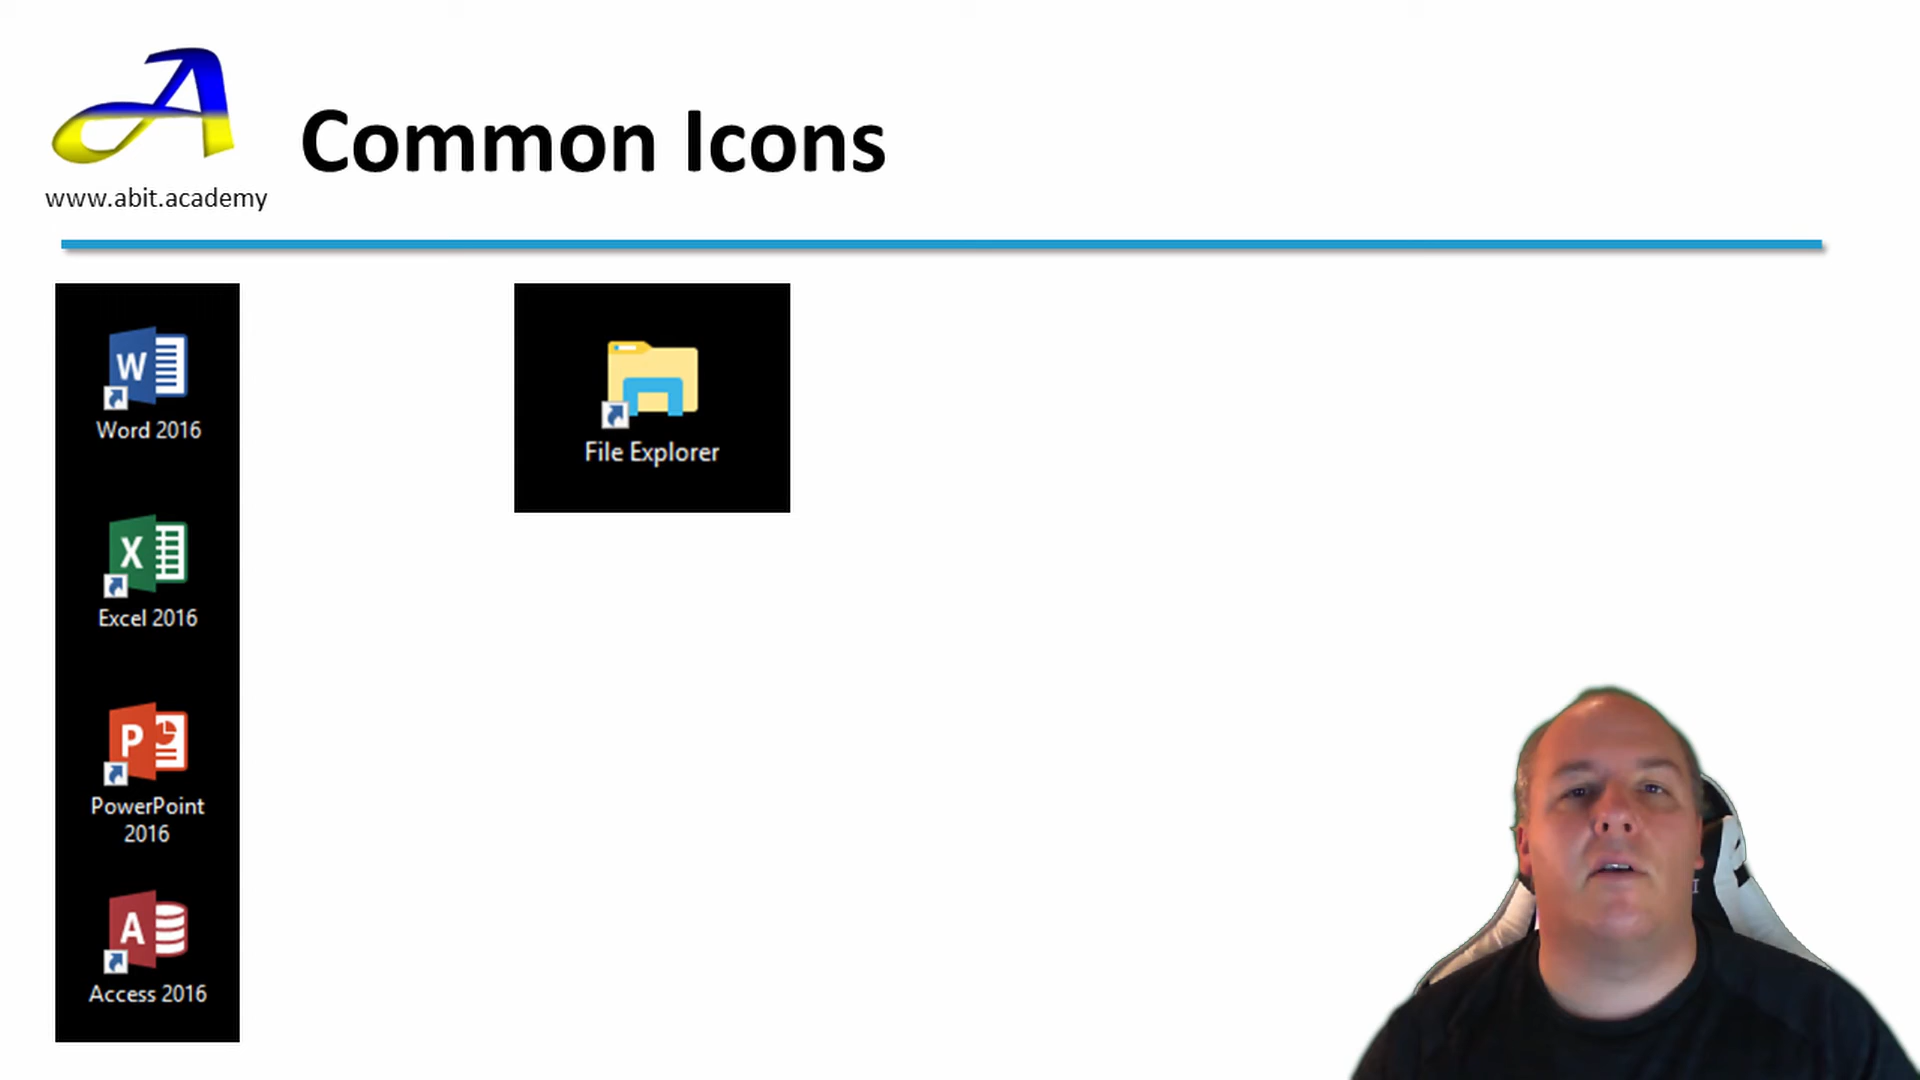 Common Icons
www.abit.academy
W
Word 2016
File Explorer
X
Excel 2016
P
PowerPoint
2016
A
Access 2016